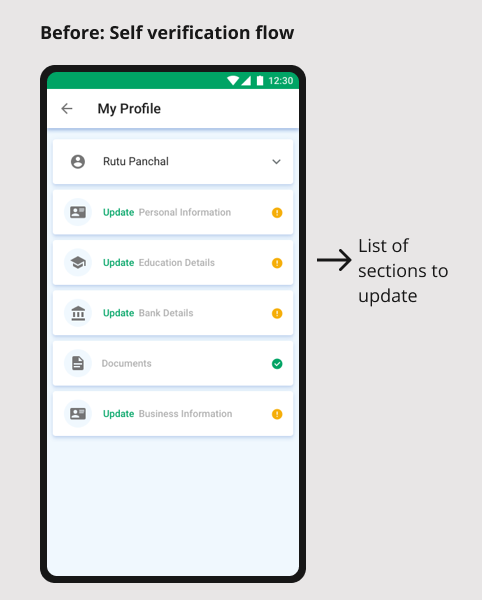 Before: Self verification flow
12:30
My Profile
Rutu Panchal
Update Personal Information
Update Education Details
Update Bank Details
Documents
Update Business Information
List of
sections to
update